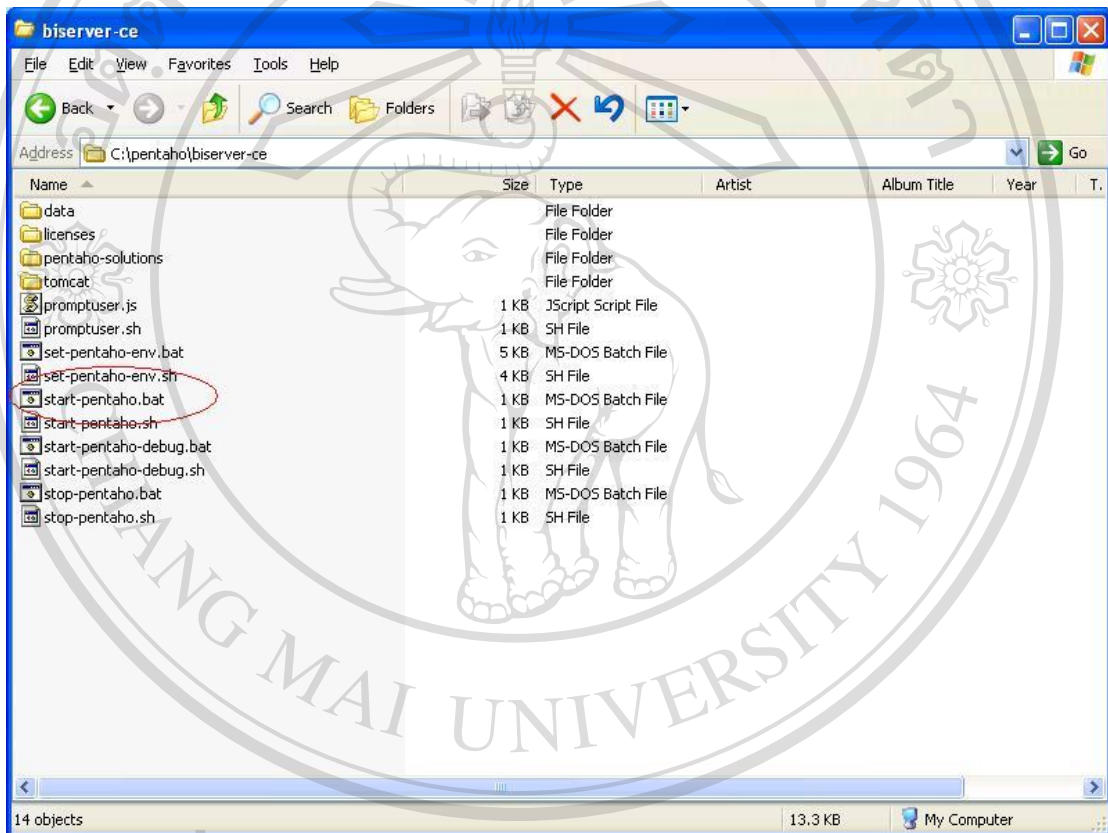 biserver-ce
File Edit View Favorites Tools Help
Back Search Folders
Address C:\pentaho\biserver-ce Go
Name Size Type Artist Album Title Year T.
data File Folder
licenses File Folder
pentaho-solutions File Folder
tomcat File Folder
promptuser.js 1 KB JScript Script File
promptuser.sh 1 KB SH File
set-pentaho-env.bat 5 KB MS-DOS Batch File
set-pentaho-env.sh 4 KB SH File
start-pentaho.bat 1 KB MS-DOS Batch File
start-pentaho.sh 1 KB SH File
start-pentaho-debug.bat 1 KB MS-DOS Batch File
start-pentaho-debug.sh 1 KB SH File
stop-pentaho.bat 1 KB MS-DOS Batch File
stop-pentaho.sh 1 KB SH File
14 objects 13.3 KB My Computer
CHIANG MAI UNIVERSITY 1964